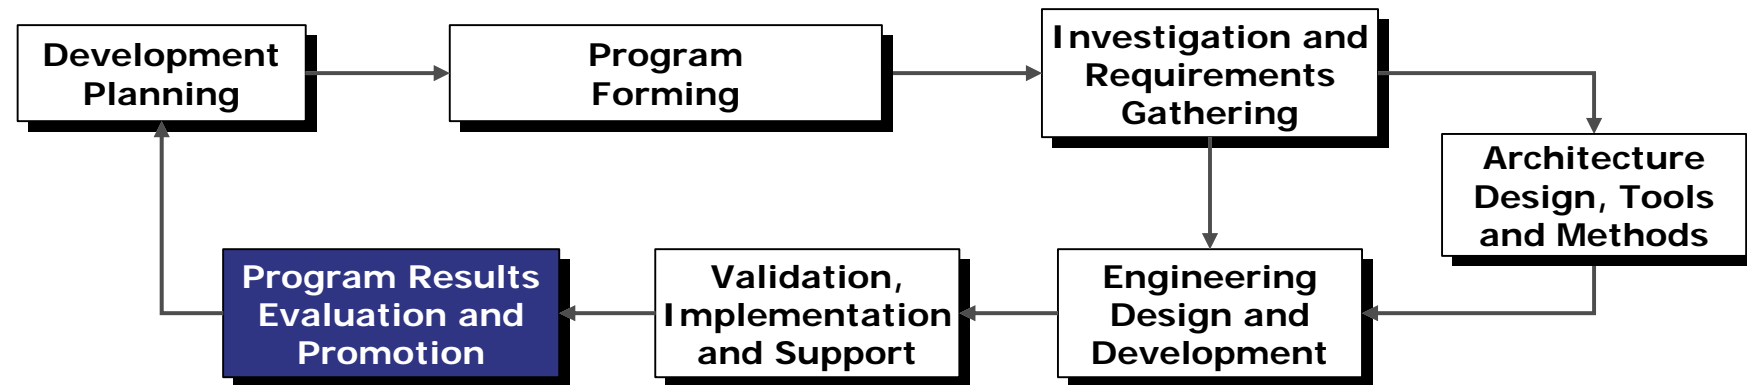 Development
Planning
Program
Forming
Investigation and
Requirements
Gathering
Architecture
Design, Tools
and Methods
Program Results
Evaluation and
Promotion
Validation,
Implementation
and Support
Engineering
Design and
Development